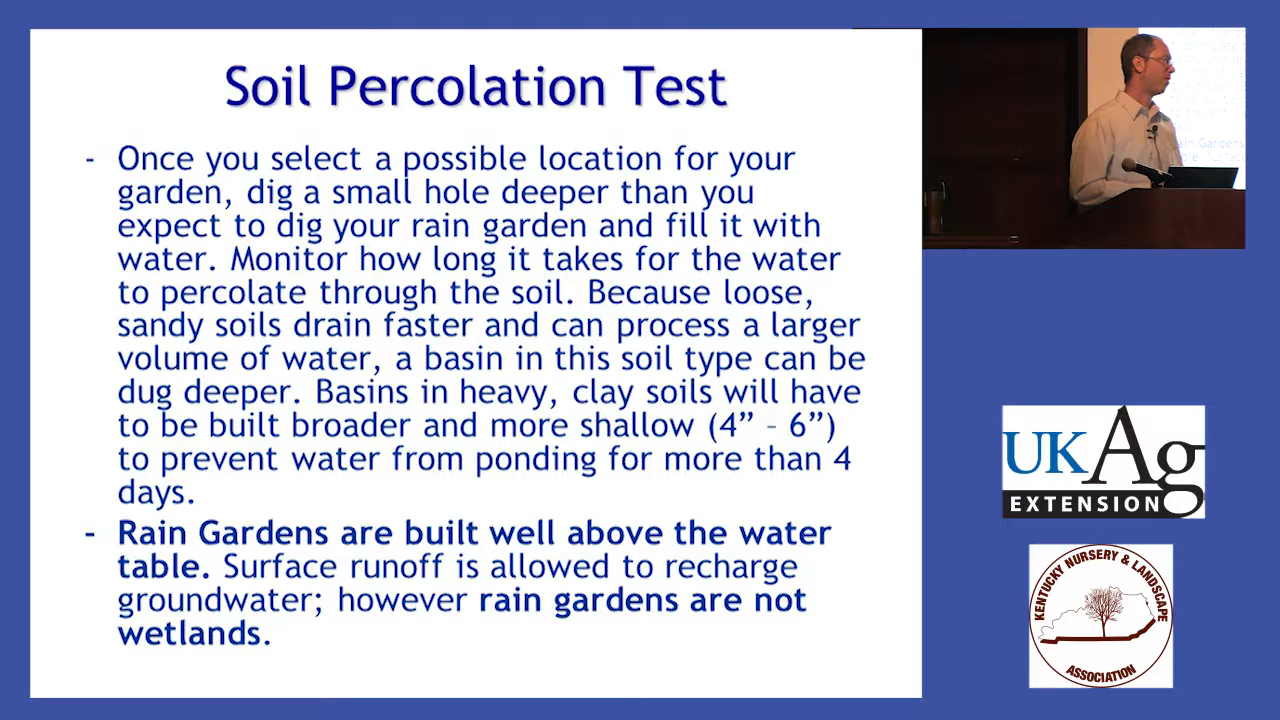 Soil Percolation Test
- Once you select a possible location for your
garden, dig a small hole deeper than you
expect to dig your rain garden and fill it with
water. Monitor how long it takes for the water
to percolate through the soil. Because loose,
sandy soils drain faster and can process a larger
volume of water, a basin in this soil type can be
dug deeper. Basins in heavy, clay soils will have
to be built broader and more shallow (4” – 6”)
to prevent water from ponding for more than 4
days.
- Rain Gardens are built well above the water
table. Surface runoff is allowed to recharge
groundwater; however rain gardens are not
wetlands.
ain Gardens
Surface
UKAg
EXTENSION
KENTUCKY NURSERY & LANDSCAPE
ASSOCIATION